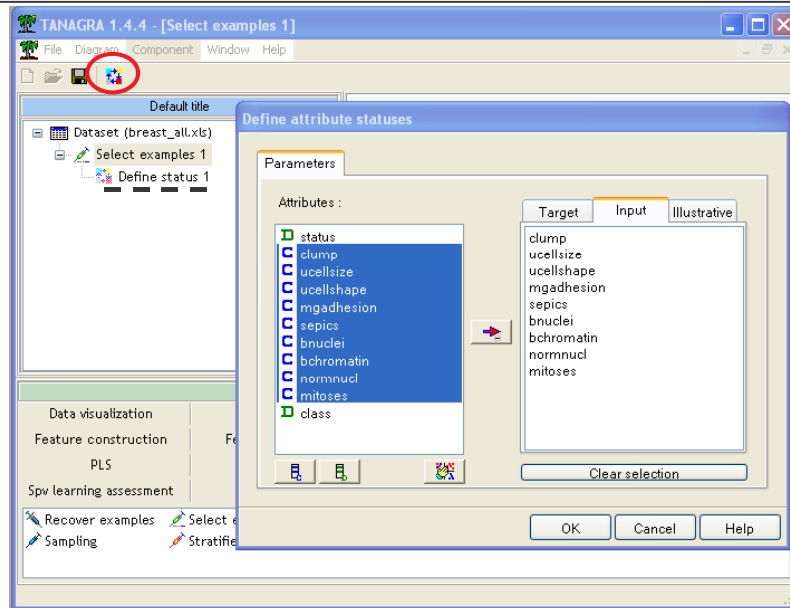 TANAGRA 1.4.4 - [Select examples 1]
File Diagram Component Window Help
Default title
Dataset (breast_all.xls)
Select examples 1
Define status 1
Define attribute statuses
Parameters
Attributes :
D status
C clump
C ucellsize
C ucellshape
C mgadhesion
C sepics
C bnuclei
C bchromatin
C normnucl
C mitoses
D class
Target Input Illustrative
clump
ucellsize
ucellshape
mgadhesion
sepics
bnuclei
bchromatin
normnucl
mitoses
Clear selection
OK Cancel Help
Data visualization
Feature construction Fe
PLS
Spv learning assessment
Recover examples Select e
Sampling Stratifie